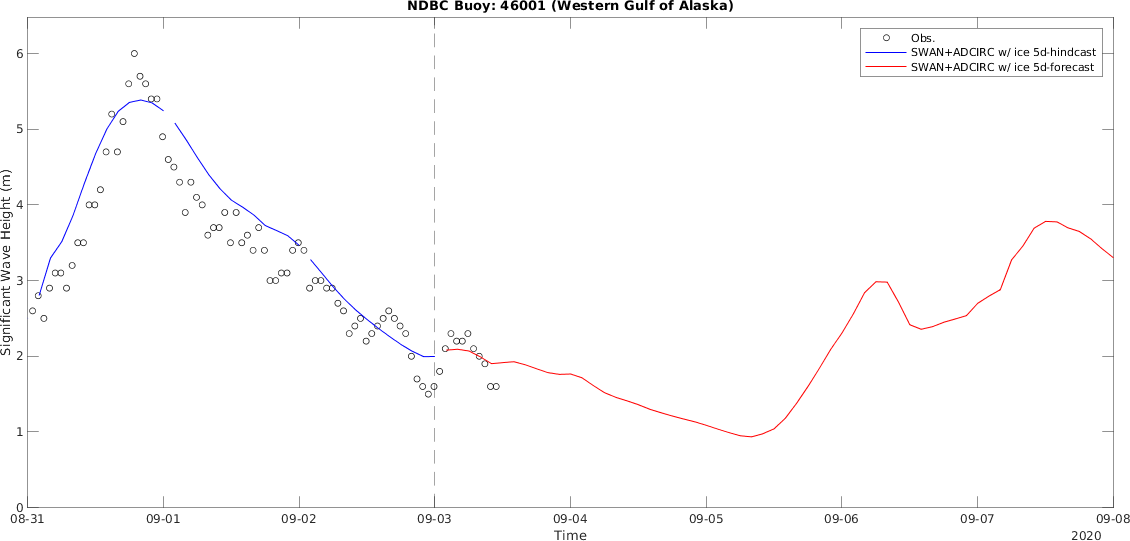 NDBC Buoy: 46001 (Western Gulf of Alaska)
Obs.
SWAN+ADCIRC w/ ice 5d-hindcast
SWAN+ADCIRC w/ ice 5d-forecast
Significant Wave Height (m)
6
5
4
3
2
1
0
08-31 09-01 09-02 09-03 09-04 09-05 09-06 09-07 09-08
Time
2020